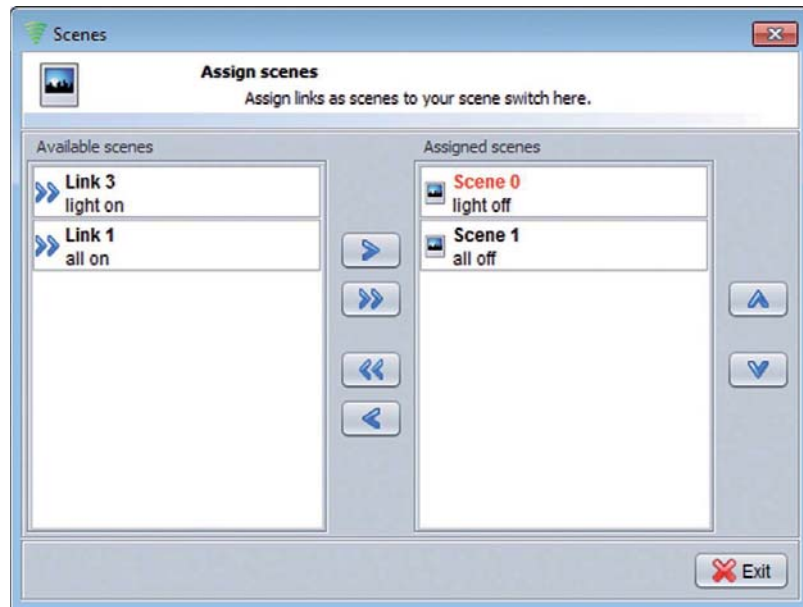 Scenes
Assign scenes
Assign links as scenes to your scene switch here.
Available scenes
Link 3
light on
Link 1
all on
Assigned scenes
Scene 0
light off
Scene 1
all off
Exit